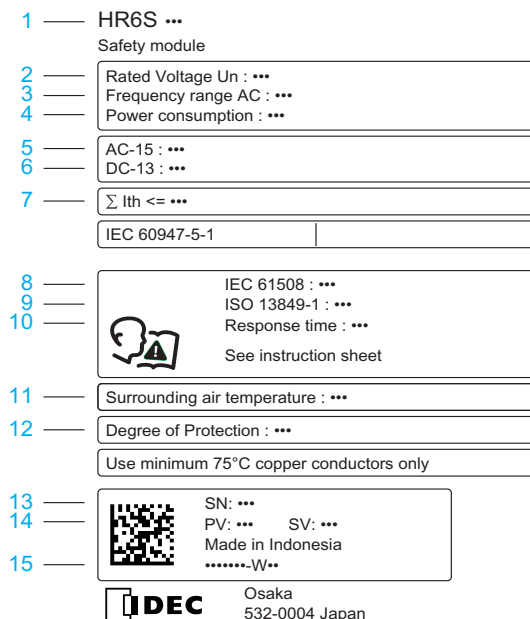 1 HR6S •••
Safety module
2 Rated Voltage Un : •••
3 Frequency range AC : •••
4 Power consumption : •••
5 AC-15 : •••
6 DC-13 : •••
7 ∑ Ith <= •••
IEC 60947-5-1
8 IEC 61508 : •••
9 ISO 13849-1 : •••
10 Response time : •••
See instruction sheet
11 Surrounding air temperature : •••
12 Degree of Protection : •••
Use minimum 75°C copper conductors only
13 SN: •••
14 PV: ••• SV: •••
Made in Indonesia
15 •••••••-W••
IDEC
Osaka
532-0004 Japan